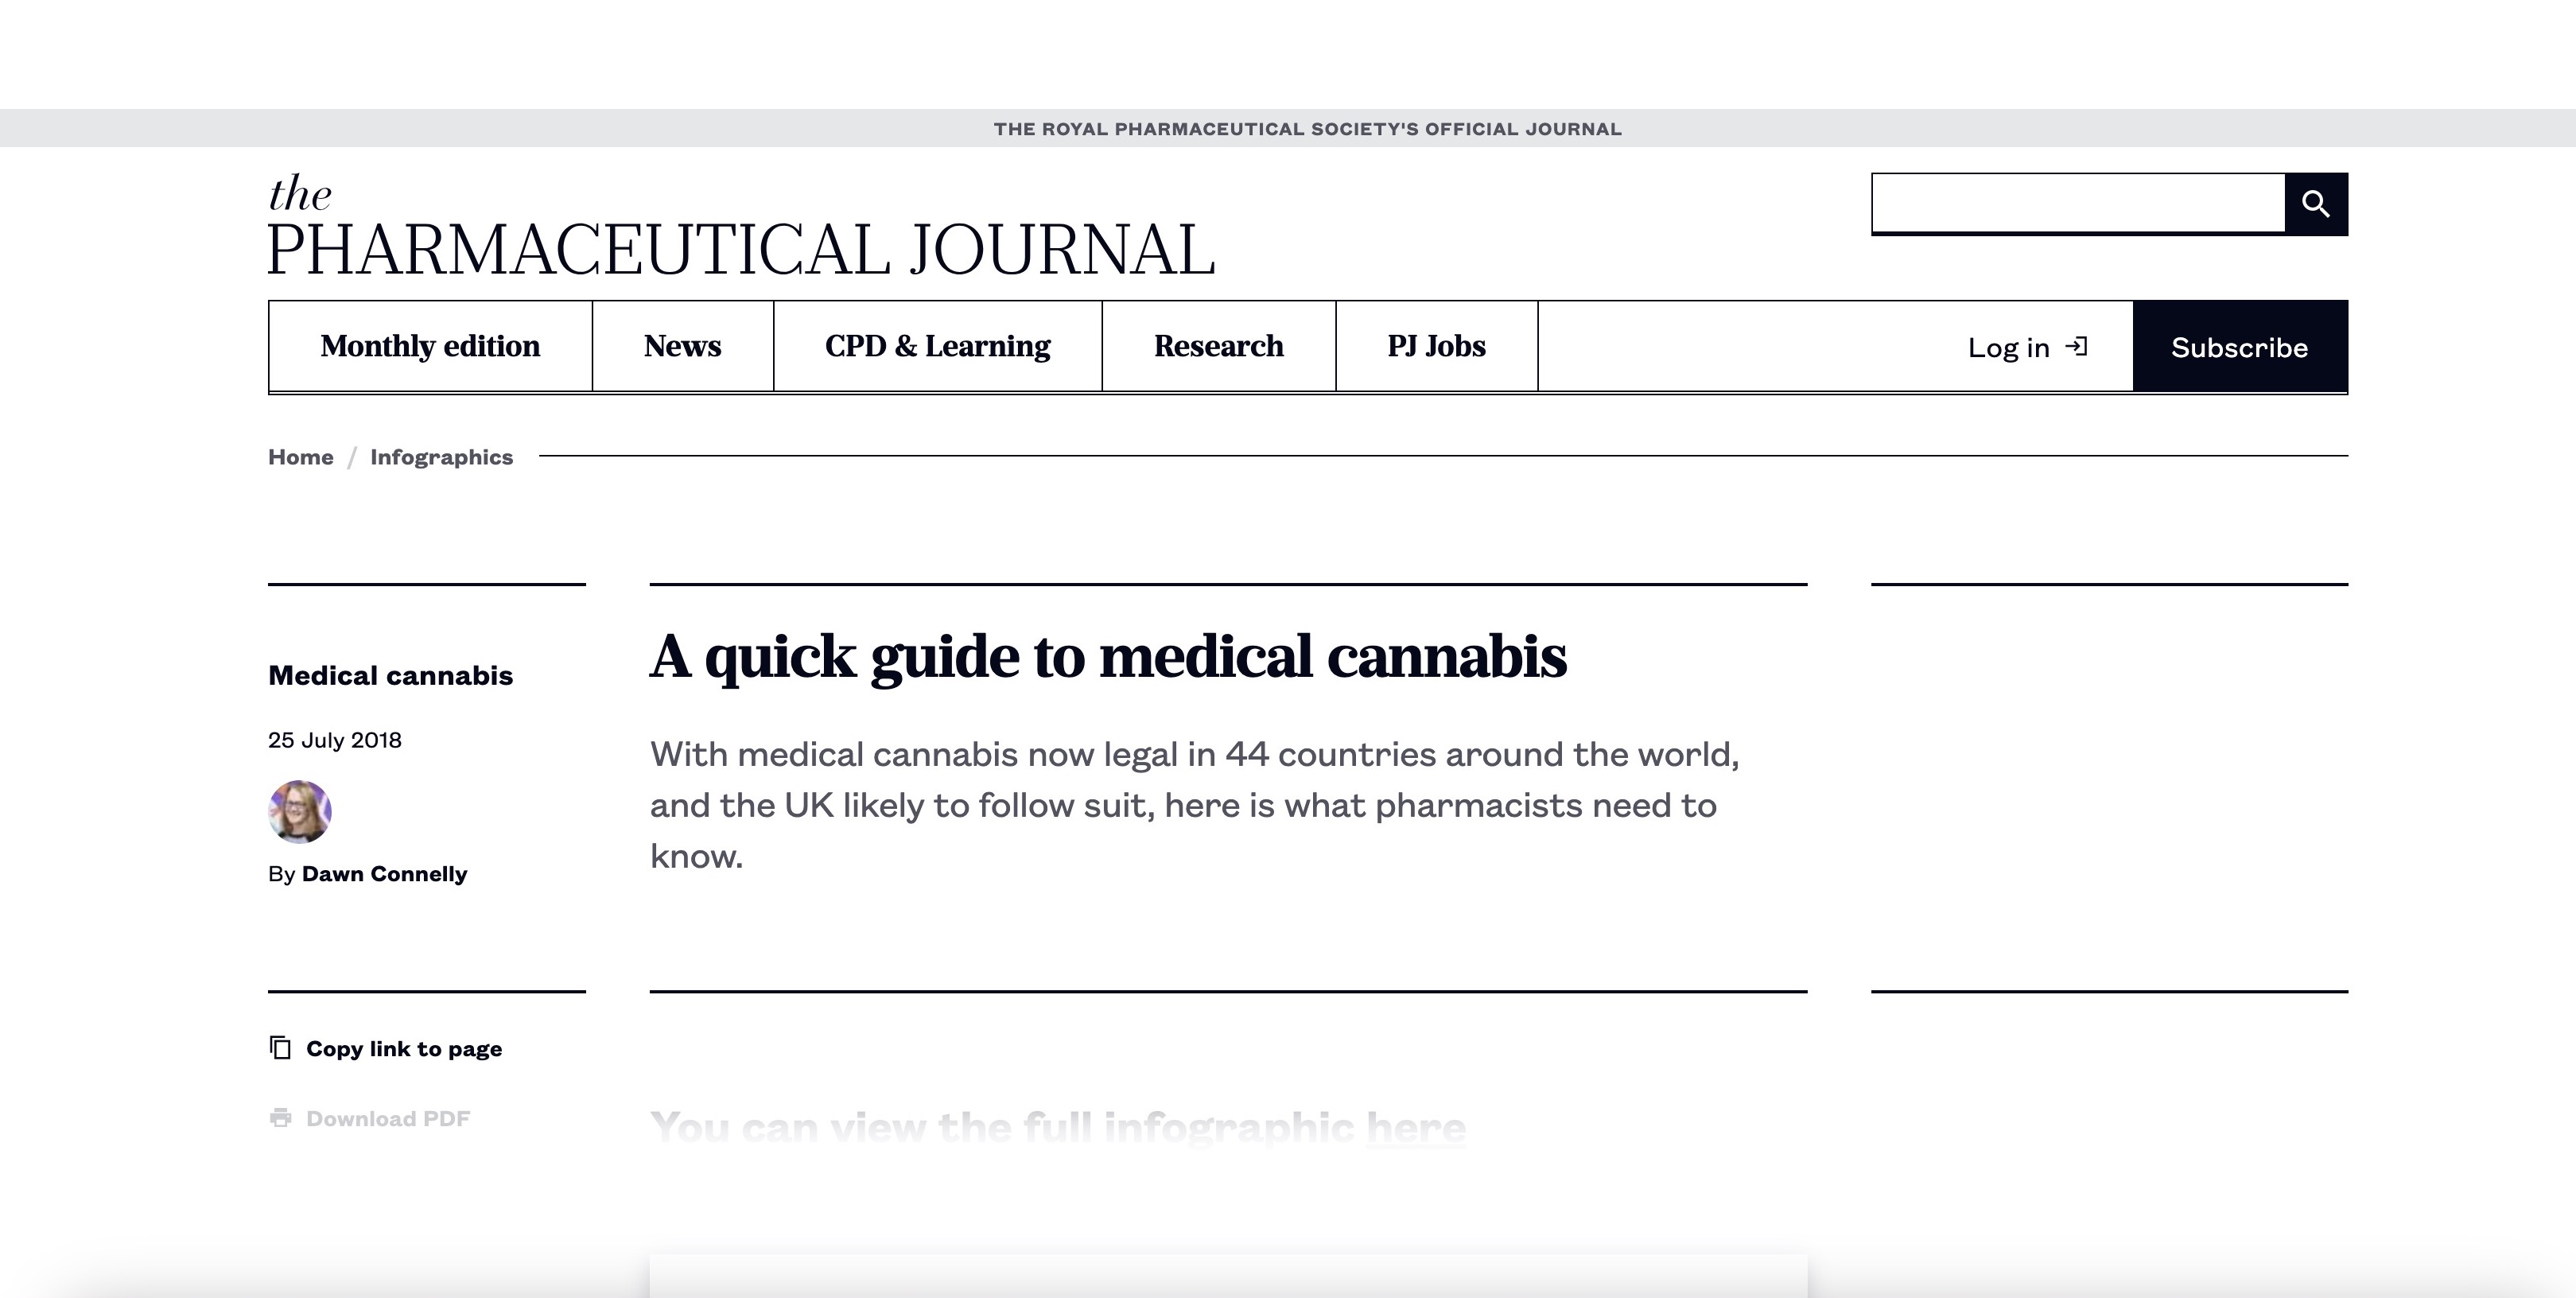 THE ROYAL PHARMACEUTICAL SOCIETY'S OFFICIAL JOURNAL
the
PHARMACEUTICAL JOURNAL
Monthly edition
News
CPD & Learning
Research
PJ Jobs
Log in
Subscribe
Home / Infographics
Medical cannabis
25 July 2018
By Dawn Connelly
A quick guide to medical cannabis
With medical cannabis now legal in 44 countries around the world,
and the UK likely to follow suit, here is what pharmacists need to
know.
Copy link to page
Download PDF
You can view the full infographic here